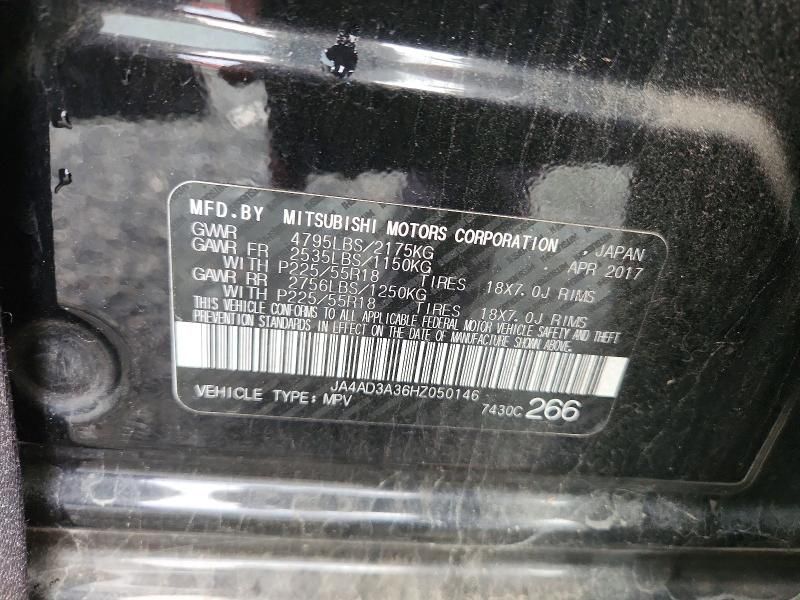 MFD.BY MITSUBISHI MOTORS CORPORATION , JAPAN
GVWR 4795LBS/2175KG APR 2017
GAWR FR 2535LBS/1150KG
WITH P225/55R18 TIRES 18X7.0J RIMS
GAWR RR 2756LBS/1250KG
WITH P225/55R18 TIRES 18X7.0J RIMS
THIS VEHICLE CONFORMS TO ALL APPLICABLE FEDERAL MOTOR VEHICLE SAFETY AND THEFT
PREVENTION STANDARDS IN EFFECT ON THE DATE OF MANUFACTURE SHOWN ABOVE.
JA4AD3A36HZ050146
VEHICLE TYPE: MPV 7430C 266